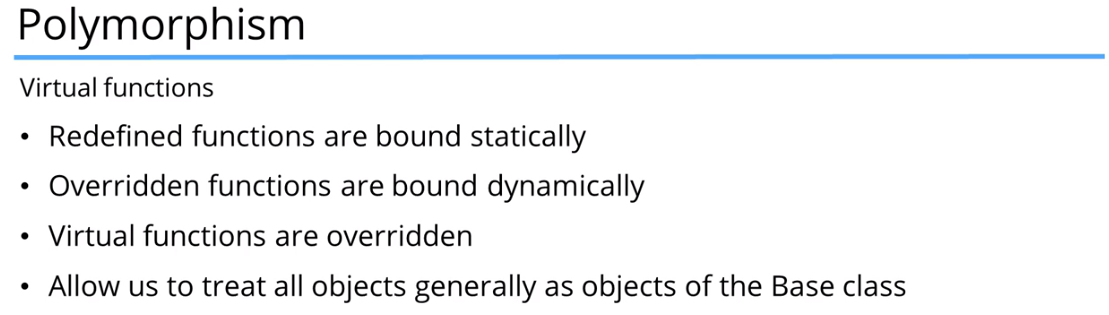 Polymorphism
Virtual functions
• Redefined functions are bound statically
• Overridden functions are bound dynamically
• Virtual functions are overridden
• Allow us to treat all objects generally as objects of the Base class